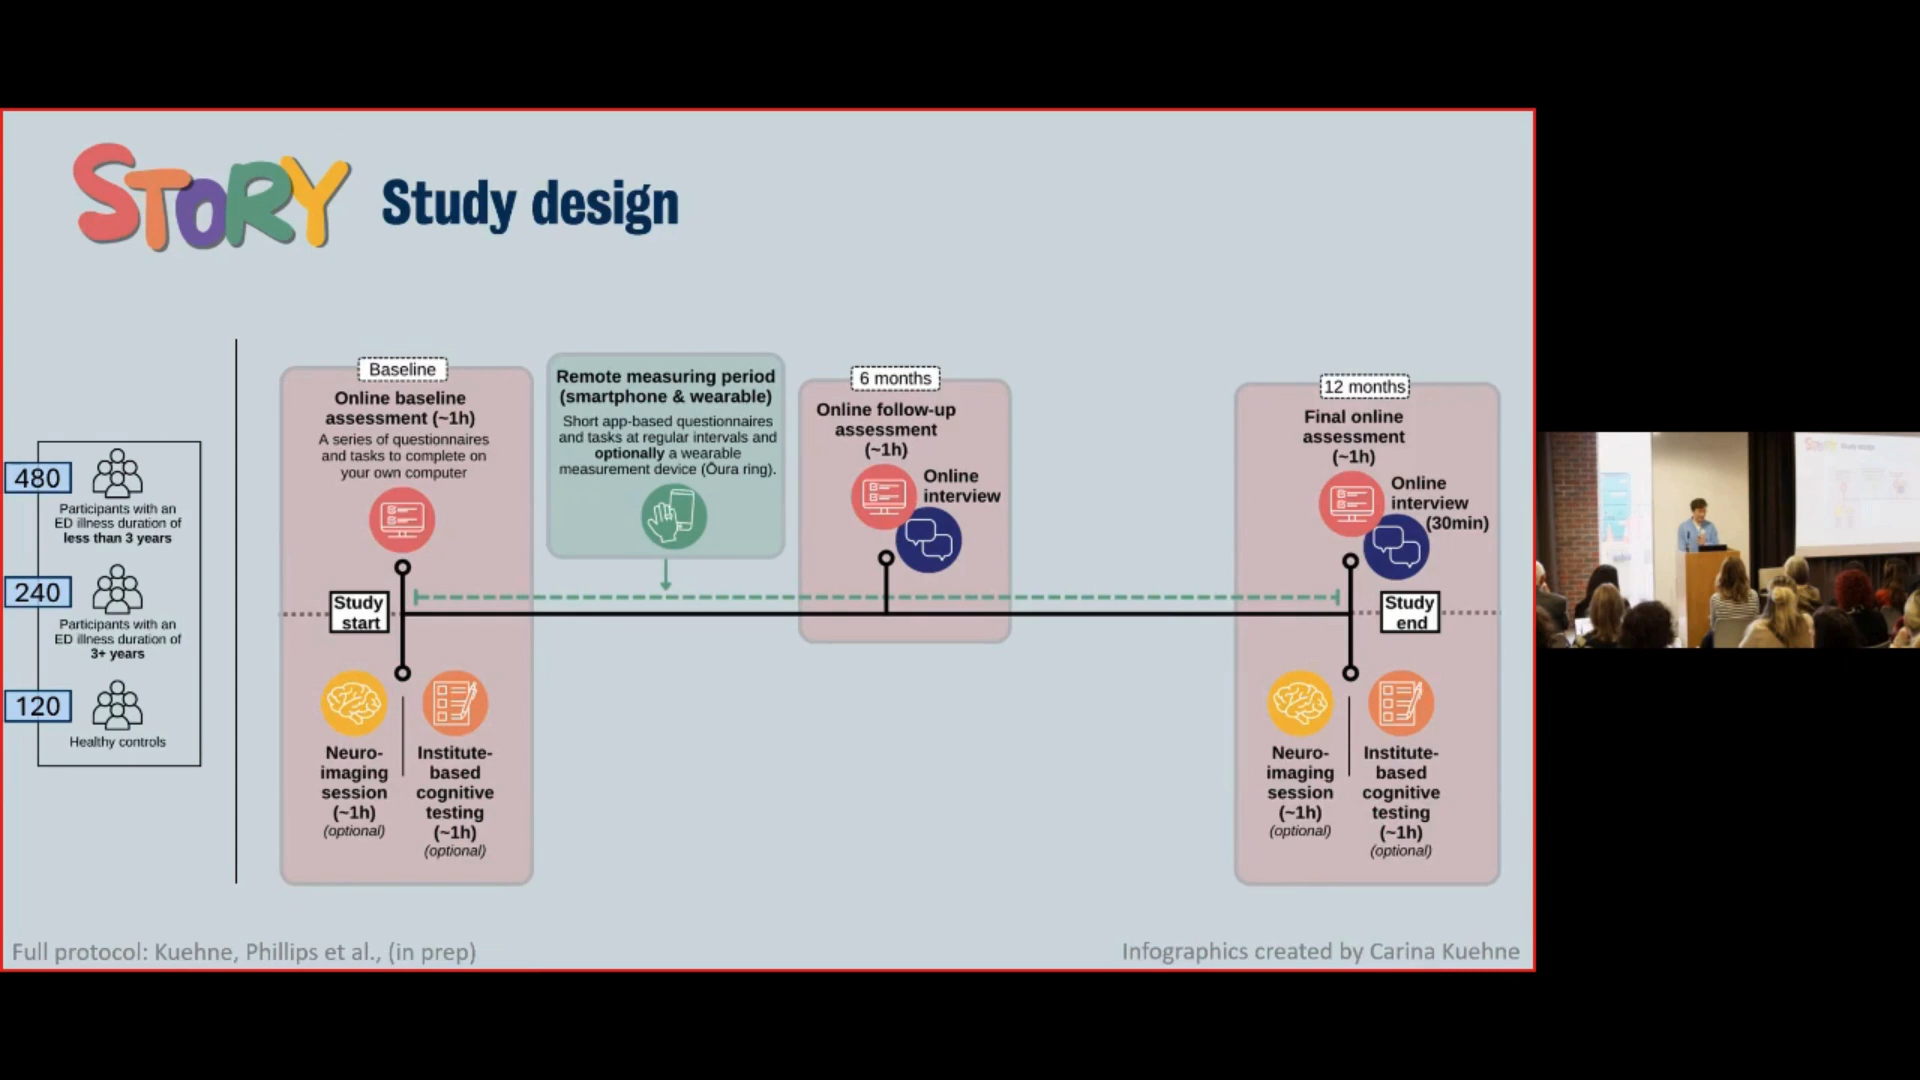 STORY Study design
480
Participants with an
ED illness duration of
less than 3 years
240
Participants with an
ED illness duration of
3+ years
120
Healthy controls
Baseline
Online baseline
assessment (~1h)
A series of questionnaires
and tasks to complete on
your own computer
Study
start
Neuro-
imaging
session
(~1h)
(optional)
Institute-
based
cognitive
testing
(~1h)
(optional)
Remote measuring period
(smartphone & wearable)
Short app-based questionnaires
and tasks at regular intervals and
optionally a wearable
measurement device (Ōura ring).
6 months
Online follow-up
assessment
(~1h)
Online
interview
12 months
Final online
assessment
(~1h)
Online
interview
(30min)
Study
end
Neuro-
imaging
session
(~1h)
(optional)
Institute-
based
cognitive
testing
(~1h)
(optional)
Full protocol: Kuehne, Phillips et al., (in prep)
Infographics created by Carina Kuehne